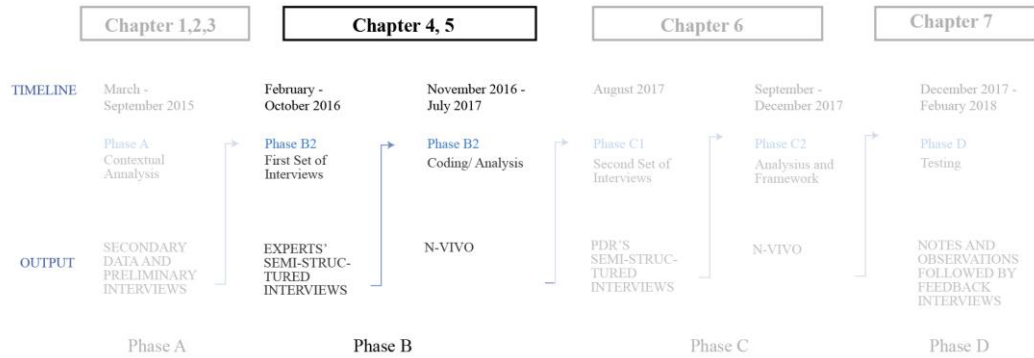 Chapter 1,2,3
Chapter 4, 5
Chapter 6
Chapter 7
TIMELINE
March -
September 2015
February -
October 2016
November 2016 -
July 2017
August 2017
September -
December 2017
December 2017 -
Febuary 2018
Phase A
Contextual
Annalysis
Phase B2
First Set of
Interviews
Phase B2
Coding/ Analysis
Phase C1
Second Set of
Interviews
Phase C2
Analysius and
Framework
Phase D
Testing
OUTPUT
SECONDARY
DATA AND
PRELIMINARY
INTERVIEWS
EXPERTS’
SEMI-STRUC-
TURED
INTERVIEWS
N-VIVO
PDR’S
SEMI-STRUC-
TURED
INTERVIEWS
N-VIVO
NOTES AND
OBSERVATIONS
FOLLOWED BY
FEEDBACK
INTERVIEWS
Phase A
Phase B
Phase C
Phase D